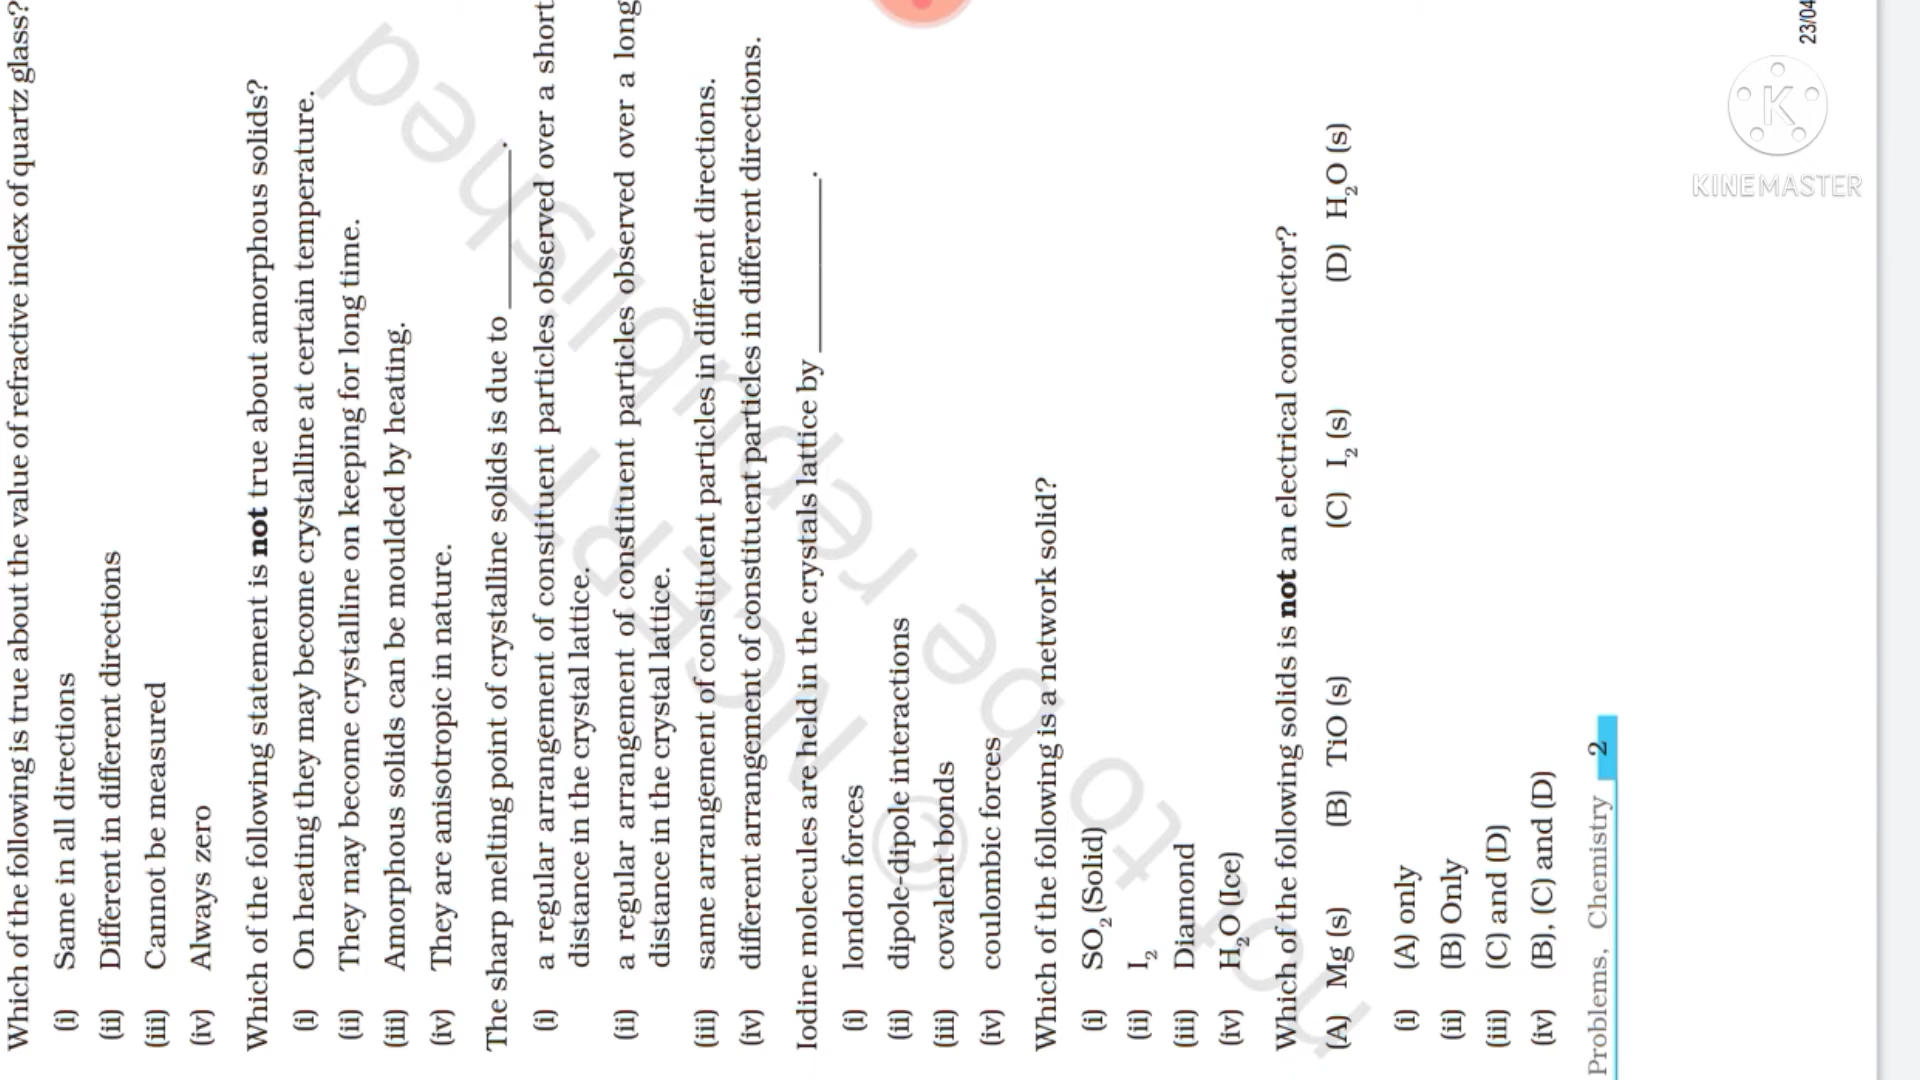 Which of the following is true about the value of refractive index of quartz glass?
(i) Same in all directions
(ii) Different in different directions
(iii) Cannot be measured
(iv) Always zero
Which of the following statement is not true about amorphous solids?
(i) On heating they may become crystalline at certain temperature.
(ii) They may become crystalline on keeping for long time.
(iii) Amorphous solids can be moulded by heating.
(iv) They are anisotropic in nature.
The sharp melting point of crystalline solids is due to ___________.
(i) a regular arrangement of constituent particles observed over a short
distance in the crystal lattice.
(ii) a regular arrangement of constituent particles observed over a long
distance in the crystal lattice.
(iii) same arrangement of constituent particles in different directions.
(iv) different arrangement of constituent particles in different directions.
Iodine molecules are held in the crystals lattice by ____________.
(i) london forces
(ii) dipole-dipole interactions
(iii) covalent bonds
(iv) coulombic forces
Which of the following is a network solid?
(i) SO₂ (Solid)
(ii) I₂
(iii) Diamond
(iv) H₂O (Ice)
Which of the following solids is not an electrical conductor?
(A) Mg (s) (B) TiO (s) (C) I₂ (s) (D) H₂O (s)
(i) (A) only
(ii) (B) Only
(iii) (C) and (D)
(iv) (B), (C) and (D)
Problems, Chemistry 2
23/04
© NCERT
not to be republished
K
KINEMASTER